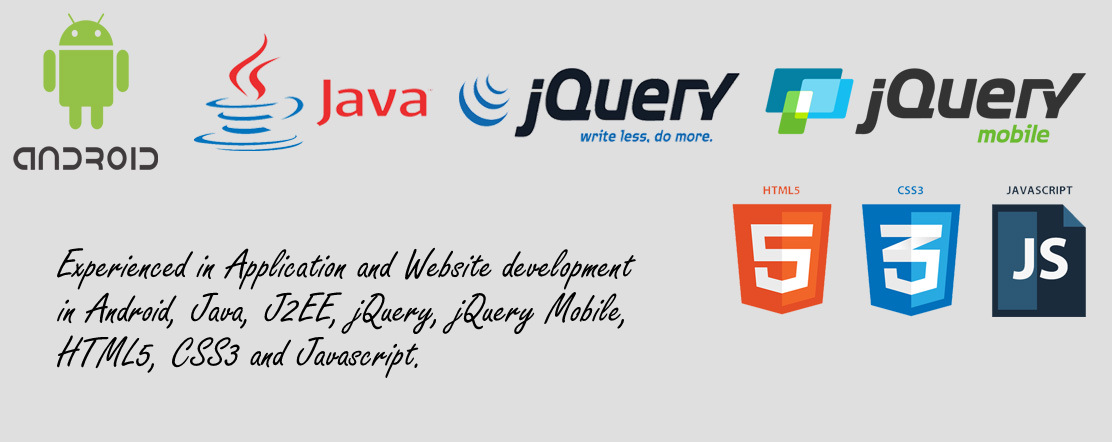 ANDROID
Java
jQuery
write less, do more.
jQuery
mobile
HTML5
CSS3
JAVASCRIPT
5
3
JS
Experienced in Application and Website development
in Android, Java, J2EE, jQuery, jQuery Mobile,
HTML5, CSS3 and Javascript.